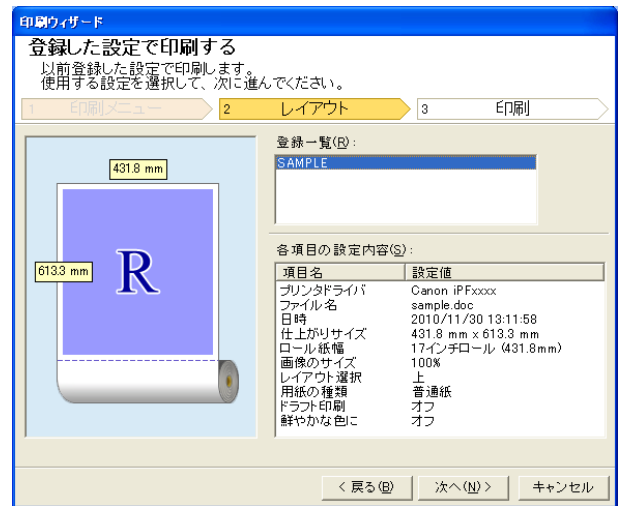 印刷ウィザード
登録した設定で印刷する
以前登録した設定で印刷します。
使用する設定を選択して、次に進んでください。
1 印刷メニュー 2 レイアウト 3 印刷
431.8 mm
613.3 mm
R
登録一覧(R):
SAMPLE
各項目の設定内容(S):
項目名 設定値
プリンタドライバ Canon iPFxxxx
ファイル名 sample.doc
日時 2010/11/30 13:11:58
仕上がりサイズ 431.8 mm x 613.3 mm
ロール紙幅 17インチロール (431.8mm)
画像のサイズ 100%
レイアウト選択 上
用紙の種類 普通紙
ドラフト印刷 オフ
鮮やかな色に オフ
< 戻る(B) 次へ(N) > キャンセル